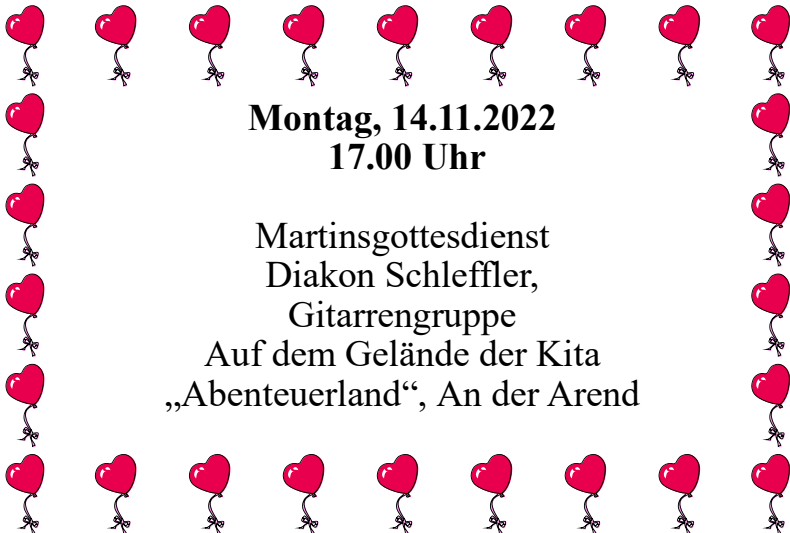 Montag, 14.11.2022
17.00 Uhr
Martinsgottesdienst
Diakon Schleffler,
Gitarrengruppe
Auf dem Gelände der Kita
„Abenteuerland“, An der Arend